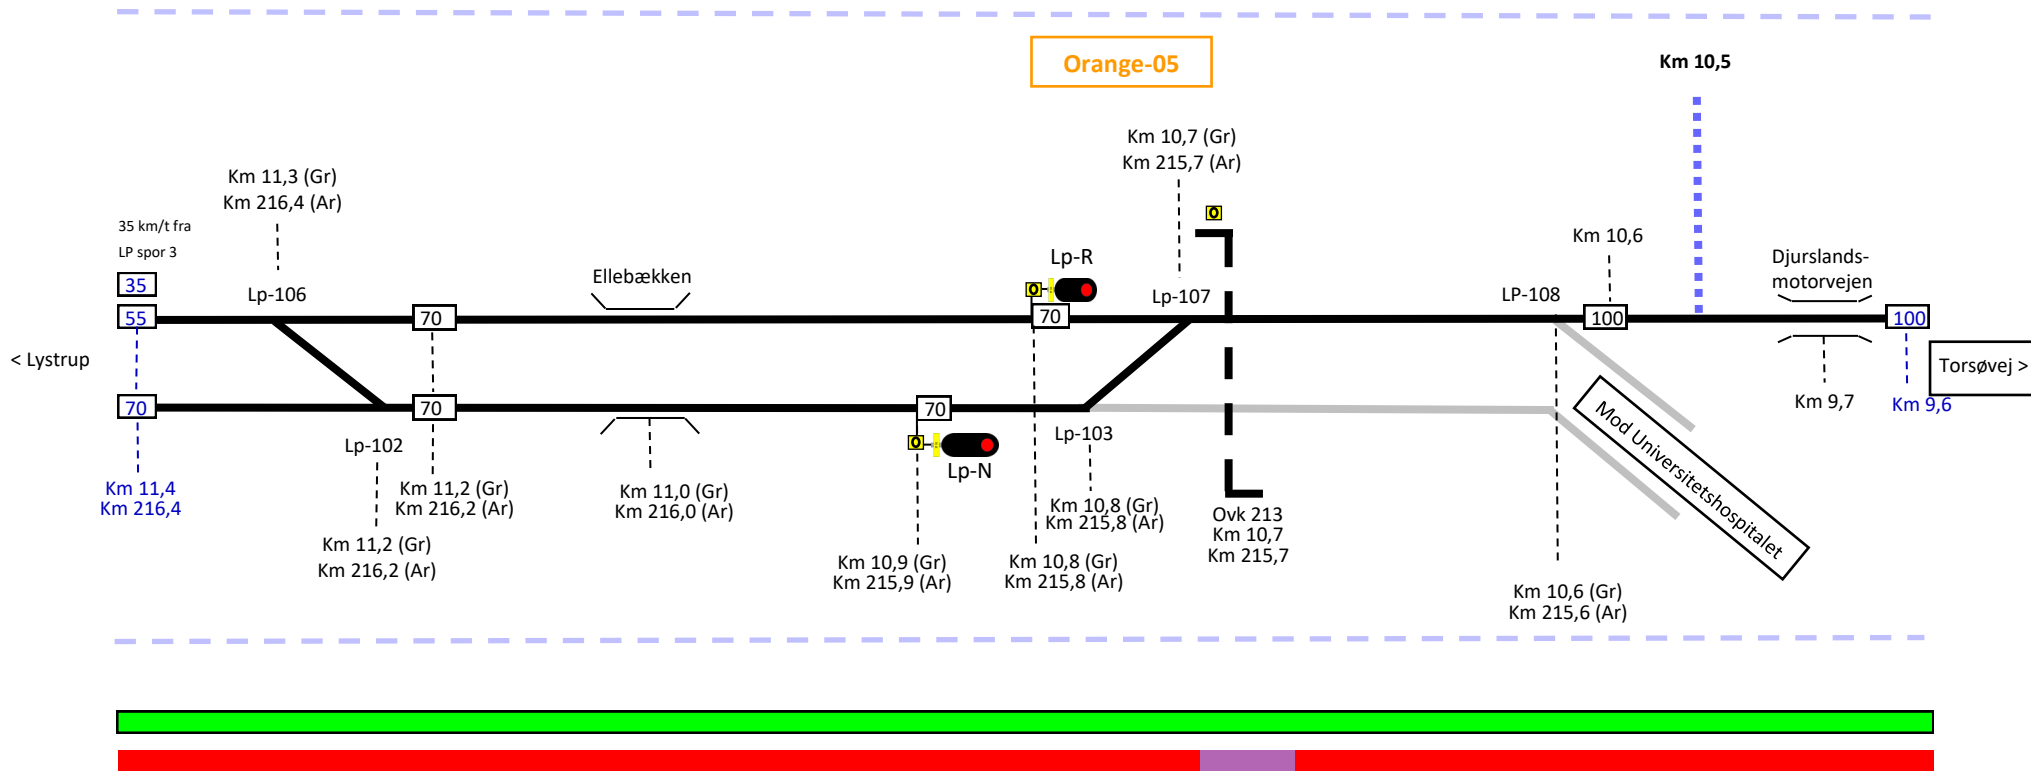 Orange-05
Km 10,5
Km 10,7 (Gr)
Km 215,7 (Ar)
Km 11,3 (Gr)
Km 216,4 (Ar)
35 km/t fra
LP spor 3
35
55
Lp-106
70
Ellebækken
Lp-R
O
70
Lp-107
O
LP-108
Km 10,6
100
Djurslands-
motorvejen
100
< Lystrup
Torsøvej >
70
Lp-102
70
70
O
Lp-N
Lp-103
Km 9,7
Km 9,6
Mod Universitetshospitalet
Km 11,4
Km 216,4
Km 11,2 (Gr)
Km 216,2 (Ar)
Km 11,2 (Gr)
Km 216,2 (Ar)
Km 11,0 (Gr)
Km 216,0 (Ar)
Km 10,9 (Gr)
Km 215,9 (Ar)
Km 10,8 (Gr)
Km 215,8 (Ar)
Km 10,8 (Gr)
Km 215,8 (Ar)
Ovk 213
Km 10,7
Km 215,7
Km 10,6 (Gr)
Km 215,6 (Ar)